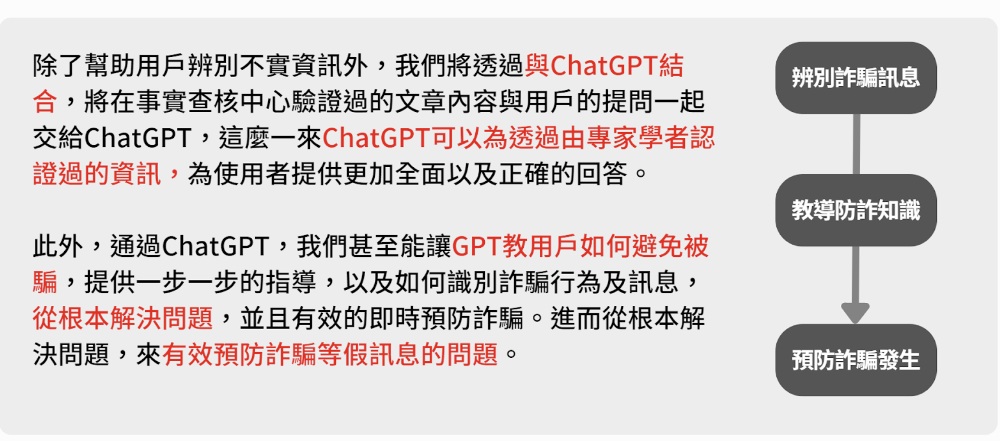 除了幫助用戶辨別不實資訊外，我們將透過與ChatGPT結
合，將在事實查核中心驗證過的文章內容與用戶的提問一起
交給ChatGPT，這麼一來ChatGPT可以為透過由專家學者認
證過的資訊，為使用者提供更加全面以及正確的回答。
此外，通過ChatGPT，我們甚至能讓GPT教用戶如何避免被
騙，提供一步一步的指導，以及如何識別詐騙行為及訊息，
從根本解決問題，並且有效的即時預防詐騙。進而從根本解
決問題，來有效預防詐騙等假訊息的問題。
辨別詐騙訊息
教導防詐知識
預防詐騙發生